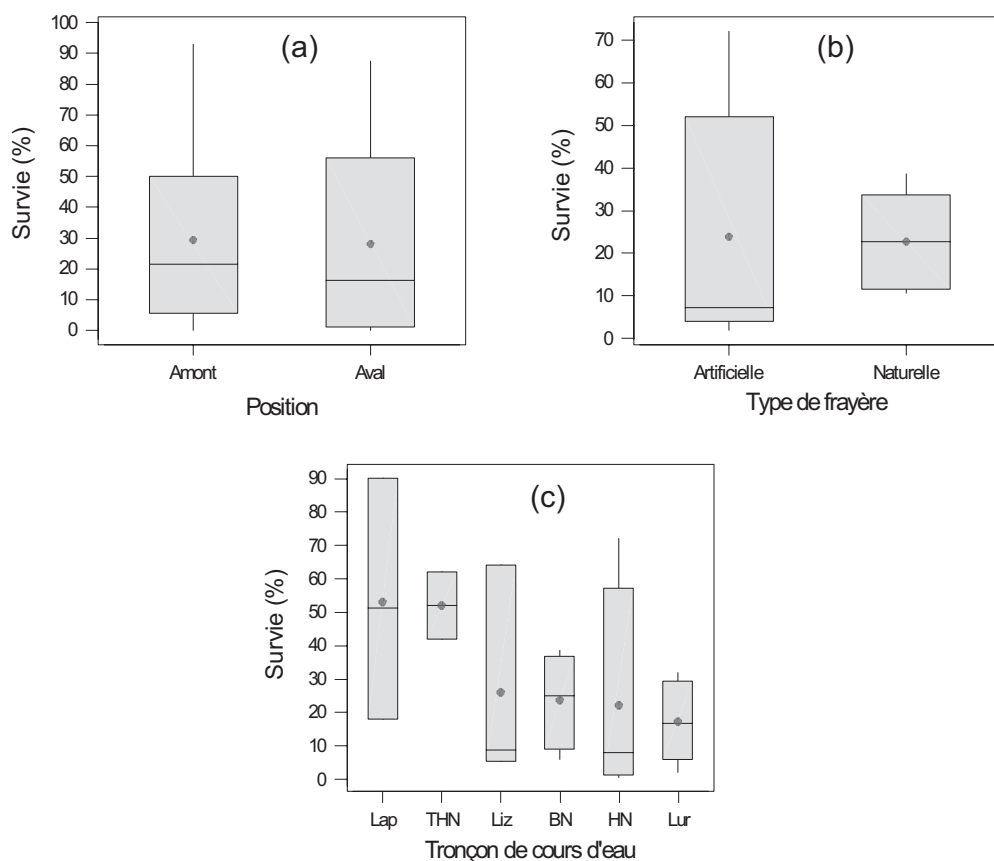 (a)
100
90
80
70
60
50
40
30
20
10
0
Survie (%)
Amont
Aval
Position
(b)
70
60
50
40
30
20
10
0
Survie (%)
Artificielle
Naturelle
Type de frayère
(c)
90
80
70
60
50
40
30
20
10
0
Survie (%)
Lap
THN
Liz
BN
HN
Lur
Tronçon de cours d'eau